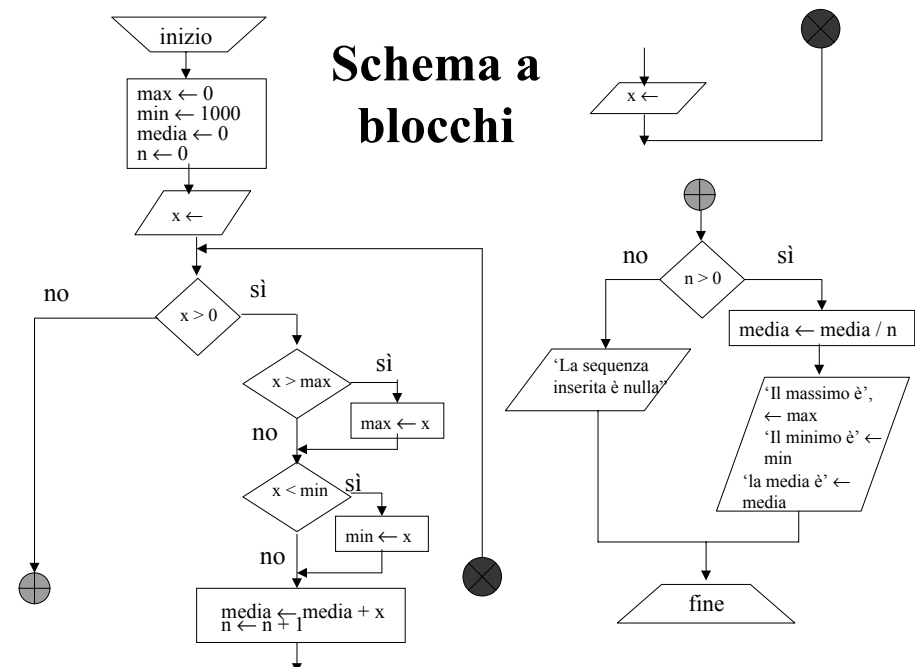 inizio
Schema a
blocchi
max ← 0
min ← 1000
media ← 0
n ← 0
x ←
no
x > 0
sì
x > max
sì
max ← x
no
x < min
sì
min ← x
no
media ← media + x
n ← n + 1
x ←
no
n > 0
sì
media ← media / n
‘La sequenza
inserita è nulla”
‘Il massimo è’,
← max
‘Il minimo è’ ←
min
‘la media è’ ←
media
fine